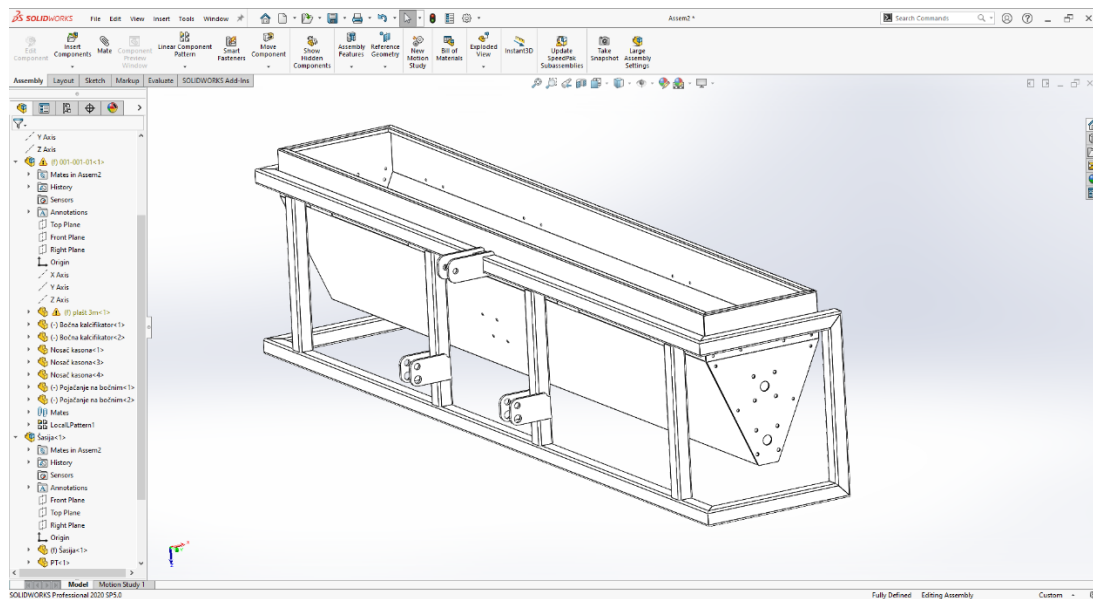 SOLIDWORKS File Edit View Insert Tools Window Assem2 * Search Commands
Edit Component
Insert Components
Mate
Component Preview Window
Linear Component Pattern
Smart Fasteners
Move Component
Show Hidden Components
Assembly Features
Reference Geometry
New Motion Study
Bill of Materials
Exploded View
Instant3D
Update SpeedPak Subassemblies
Take Snapshot
Large Assembly Settings
Assembly Layout Sketch Markup Evaluate SOLIDWORKS Add-Ins
Y Axis
Z Axis
(f) 001-001-01<1>
Mates in Assem2
History
Sensors
Annotations
Top Plane
Front Plane
Right Plane
Origin
X Axis
Y Axis
Z Axis
(f) plašt 3m<1>
(-) Bočna kalcifikator<1>
(-) Bočna kalcifikator<2>
Nosač kasona<1>
Nosač kasona<3>
Nosač kasona<4>
(-) Pojačanje na bočnim<1>
(-) Pojačanje na bočnim<2>
Mates
LocalLPattern1
Šasija<1>
Mates in Assem2
History
Sensors
Annotations
Front Plane
Top Plane
Right Plane
Origin
(f) Šasija<1>
PT<1>
Model Motion Study 1
SOLIDWORKS Professional 2020 SP5.0 Fully Defined Editing Assembly Custom